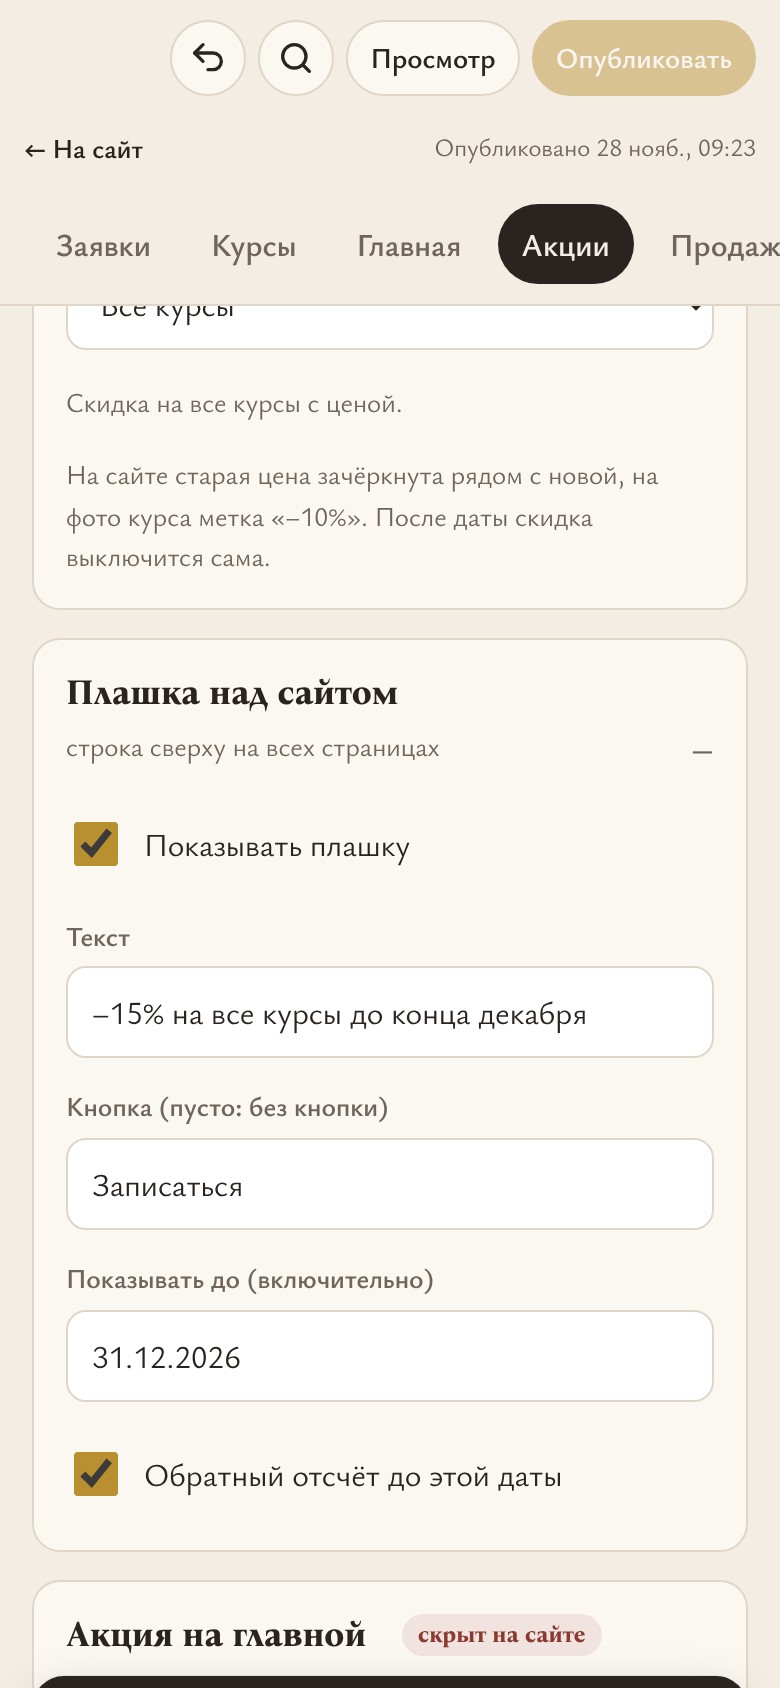 Просмотр
Опубликовать
← На сайт
Опубликовано 28 нояб., 09:23
Заявки
Курсы
Главная
Акции
Продаж
Все курсы
Скидка на все курсы с ценой.
На сайте старая цена зачёркнута рядом с новой, на
фото курса метка «–10%». После даты скидка
выключится сама.
Плашка над сайтом
строка сверху на всех страницах
–
Показывать плашку
Текст
–15% на все курсы до конца декабря
Кнопка (пусто: без кнопки)
Записаться
Показывать до (включительно)
31.12.2026
Обратный отсчёт до этой даты
Акция на главной
скрыт на сайте